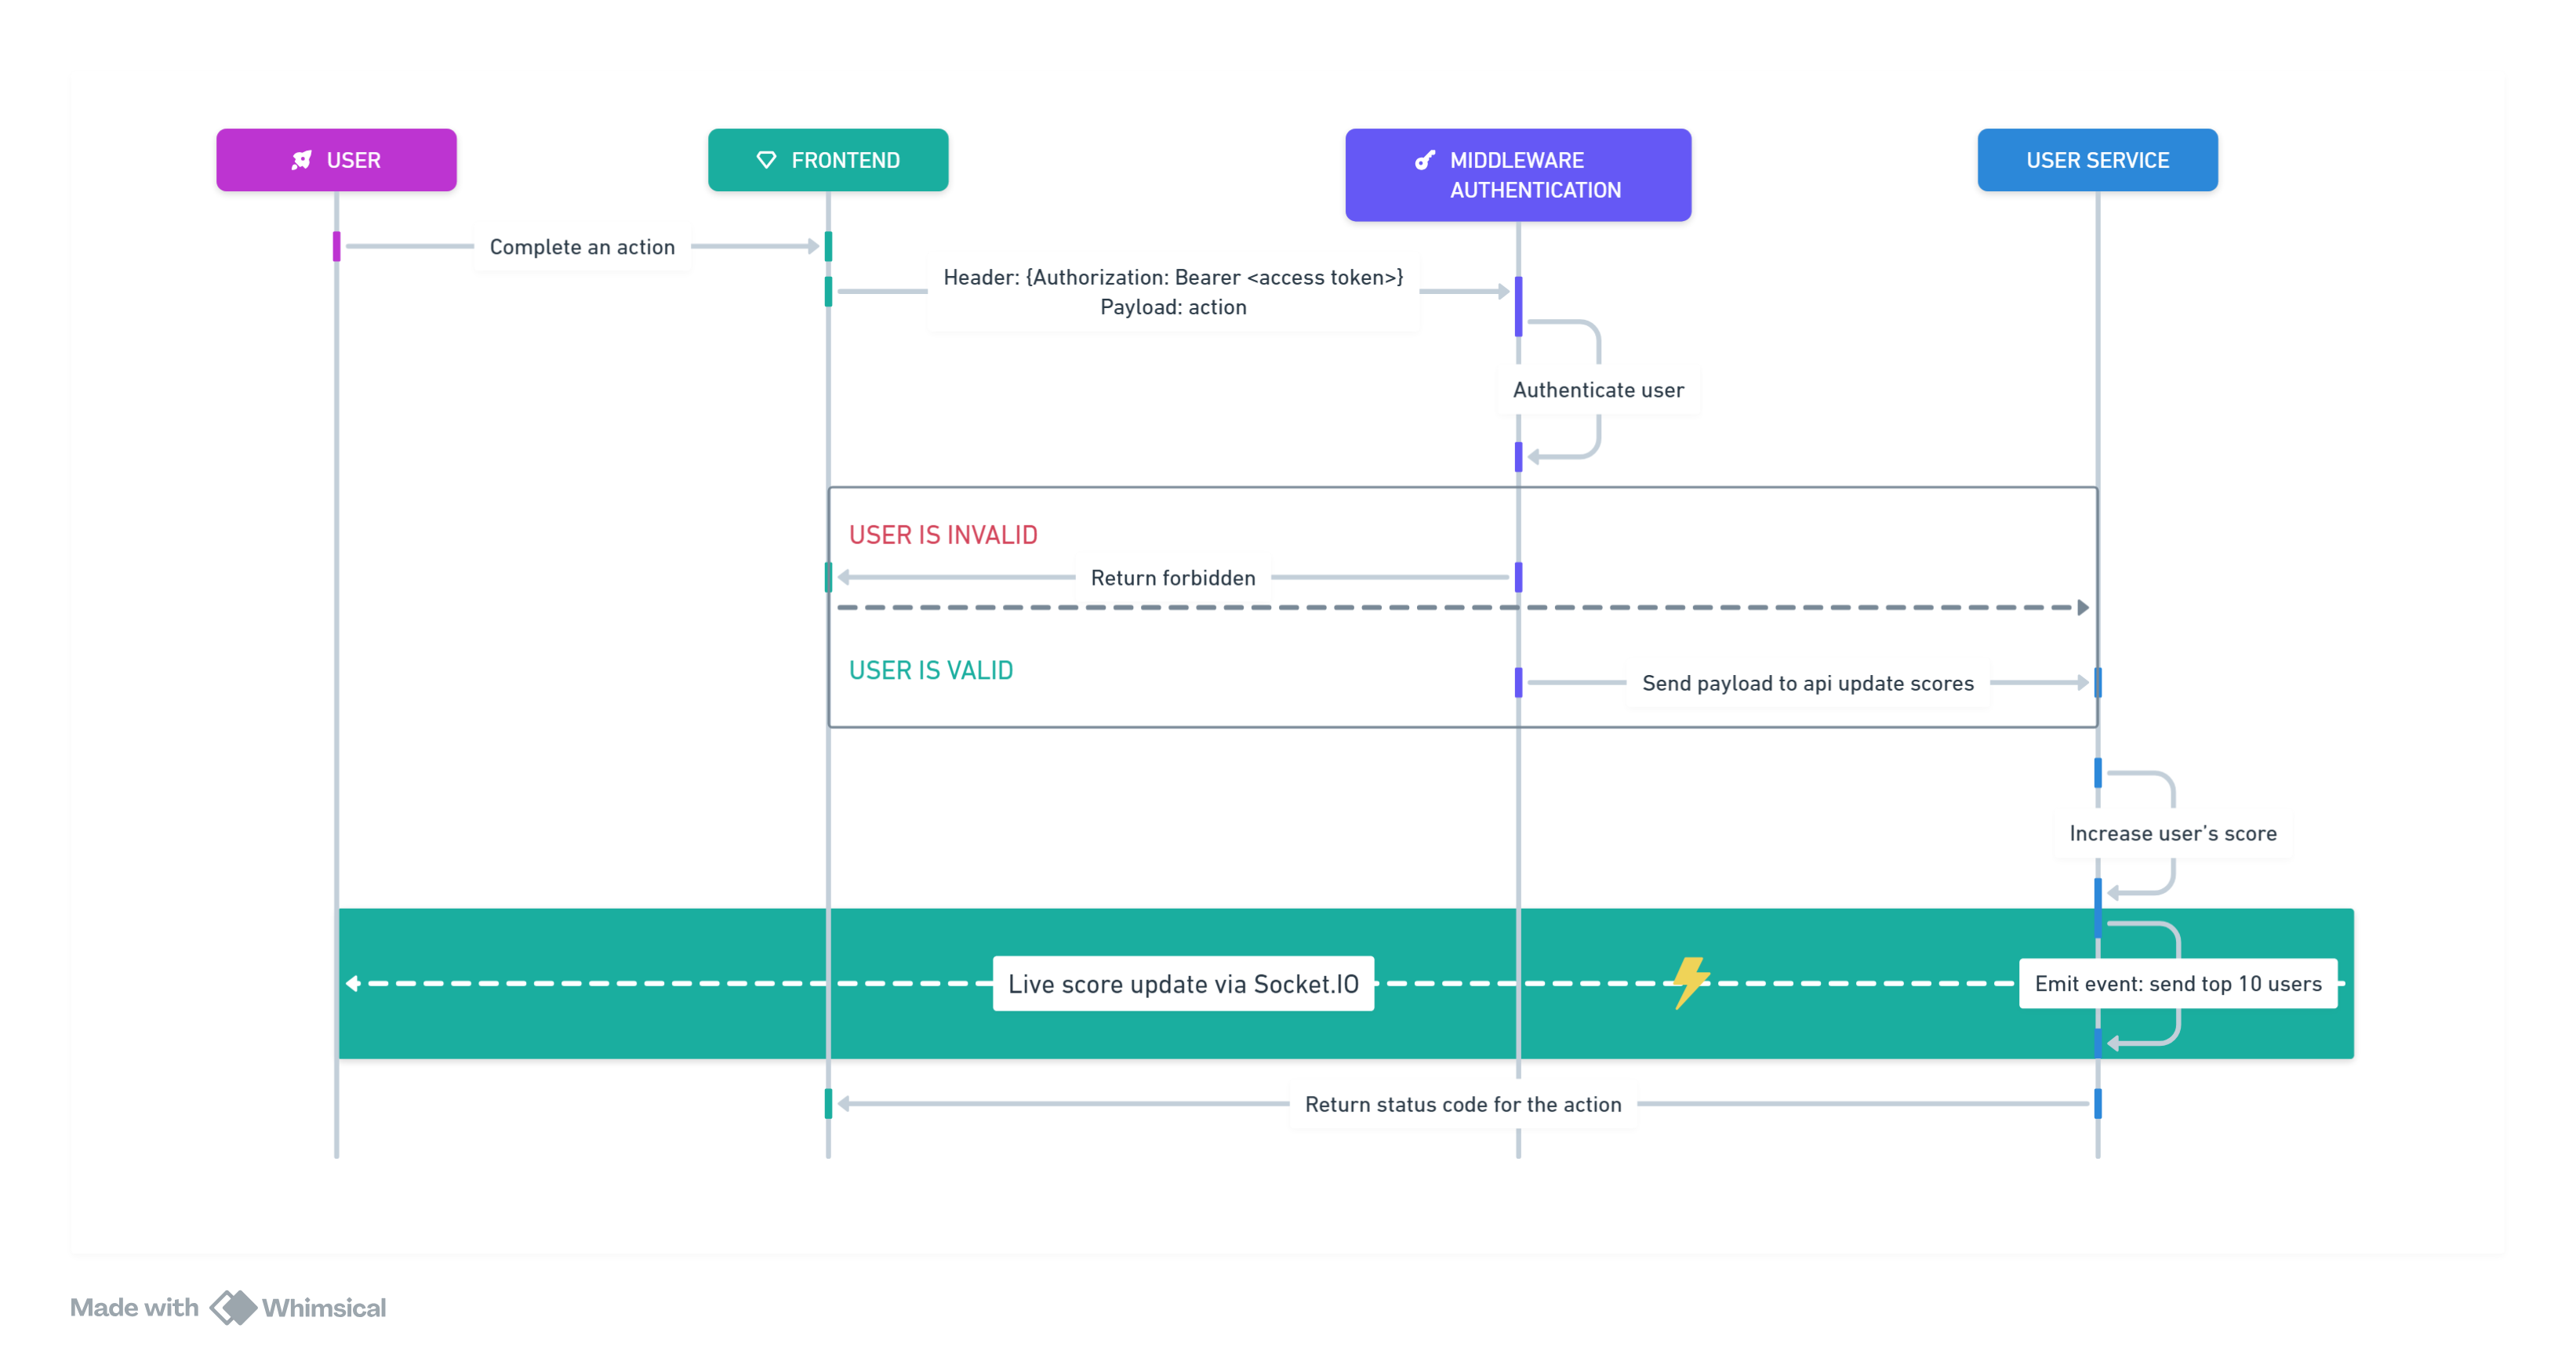 USER
FRONTEND
MIDDLEWARE
AUTHENTICATION
USER SERVICE
Complete an action
Header: {Authorization: Bearer <access token>}
Payload: action
Authenticate user
USER IS INVALID
Return forbidden
USER IS VALID
Send payload to api update scores
Increase user's score
Live score update via Socket.IO
Emit event: send top 10 users
Return status code for the action
Made with Whimsical